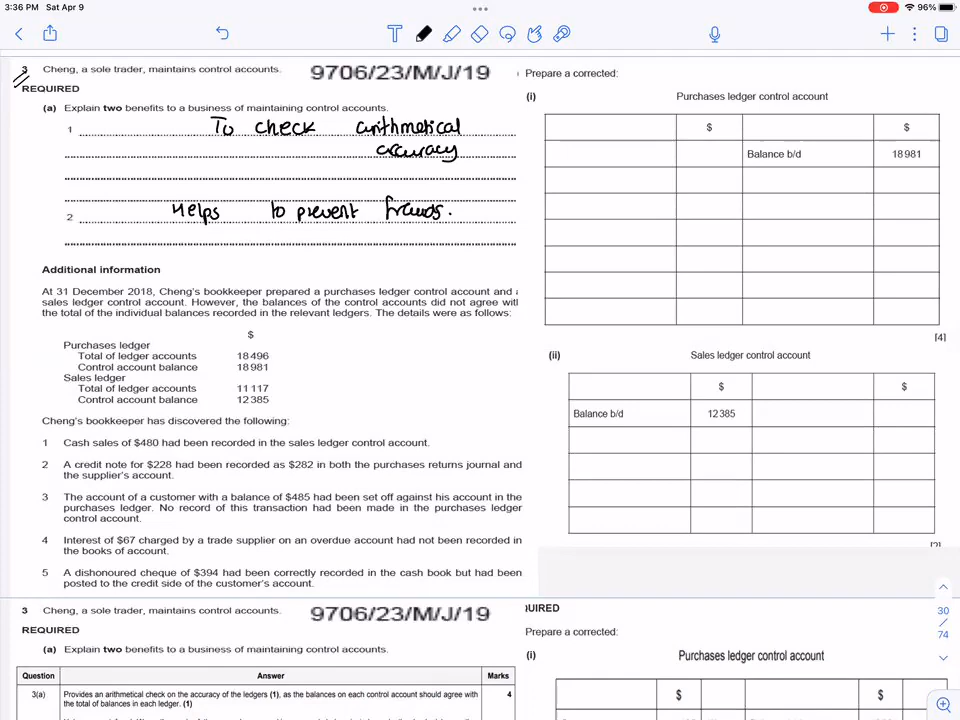 3:36 PM Sat Apr 9
96%
3 Cheng, a sole trader, maintains control accounts.
9706/23/M/J/19
REQUIRED
(a) Explain two benefits to a business of maintaining control accounts.
1 To check arithmetical
accuracy
2 Helps to prevent frauds.
Additional information
At 31 December 2018, Cheng's bookkeeper prepared a purchases ledger control account and
sales ledger control account. However, the balances of the control accounts did not agree
the total of the individual balances recorded in the relevant ledgers. The details were as follows:
$
Purchases ledger
Total of ledger accounts 18 496
Control account balance 18 981
Sales ledger
Total of ledger accounts 11 117
Control account balance 12 385
Cheng's bookkeeper has discovered the following:
1 Cash sales of $480 had been recorded in the sales ledger control account.
2 A credit note for $228 had been recorded as $282 in both the purchases returns journal and
the supplier's account.
3 The account of a customer with a balance of $485 had been set off against his account in the
purchases ledger. No record of this transaction had been made in the purchases ledger
control account.
4 Interest of $67 charged by a trade supplier on an overdue account had not been recorded in
the books of account.
5 A dishonoured cheque of $394 had been correctly recorded in the cash book but had been
posted to the credit side of the customer's account.
Prepare a corrected:
(i) Purchases ledger control account
$ $
Balance b/d 18 981
[4]
(ii) Sales ledger control account
$ $
Balance b/d 12 385
30
/
74
3 Cheng, a sole trader, maintains control accounts.
9706/23/M/J/19
REQUIRED
(a) Explain two benefits to a business of maintaining control accounts.
Question Answer Marks
3(a) Provides an arithmetical check on the accuracy of the ledgers (1), as the balances on each control account should agree with 4
the total of balances in each ledger. (1)
UIRED
Prepare a corrected:
(i) Purchases ledger control account
$ $